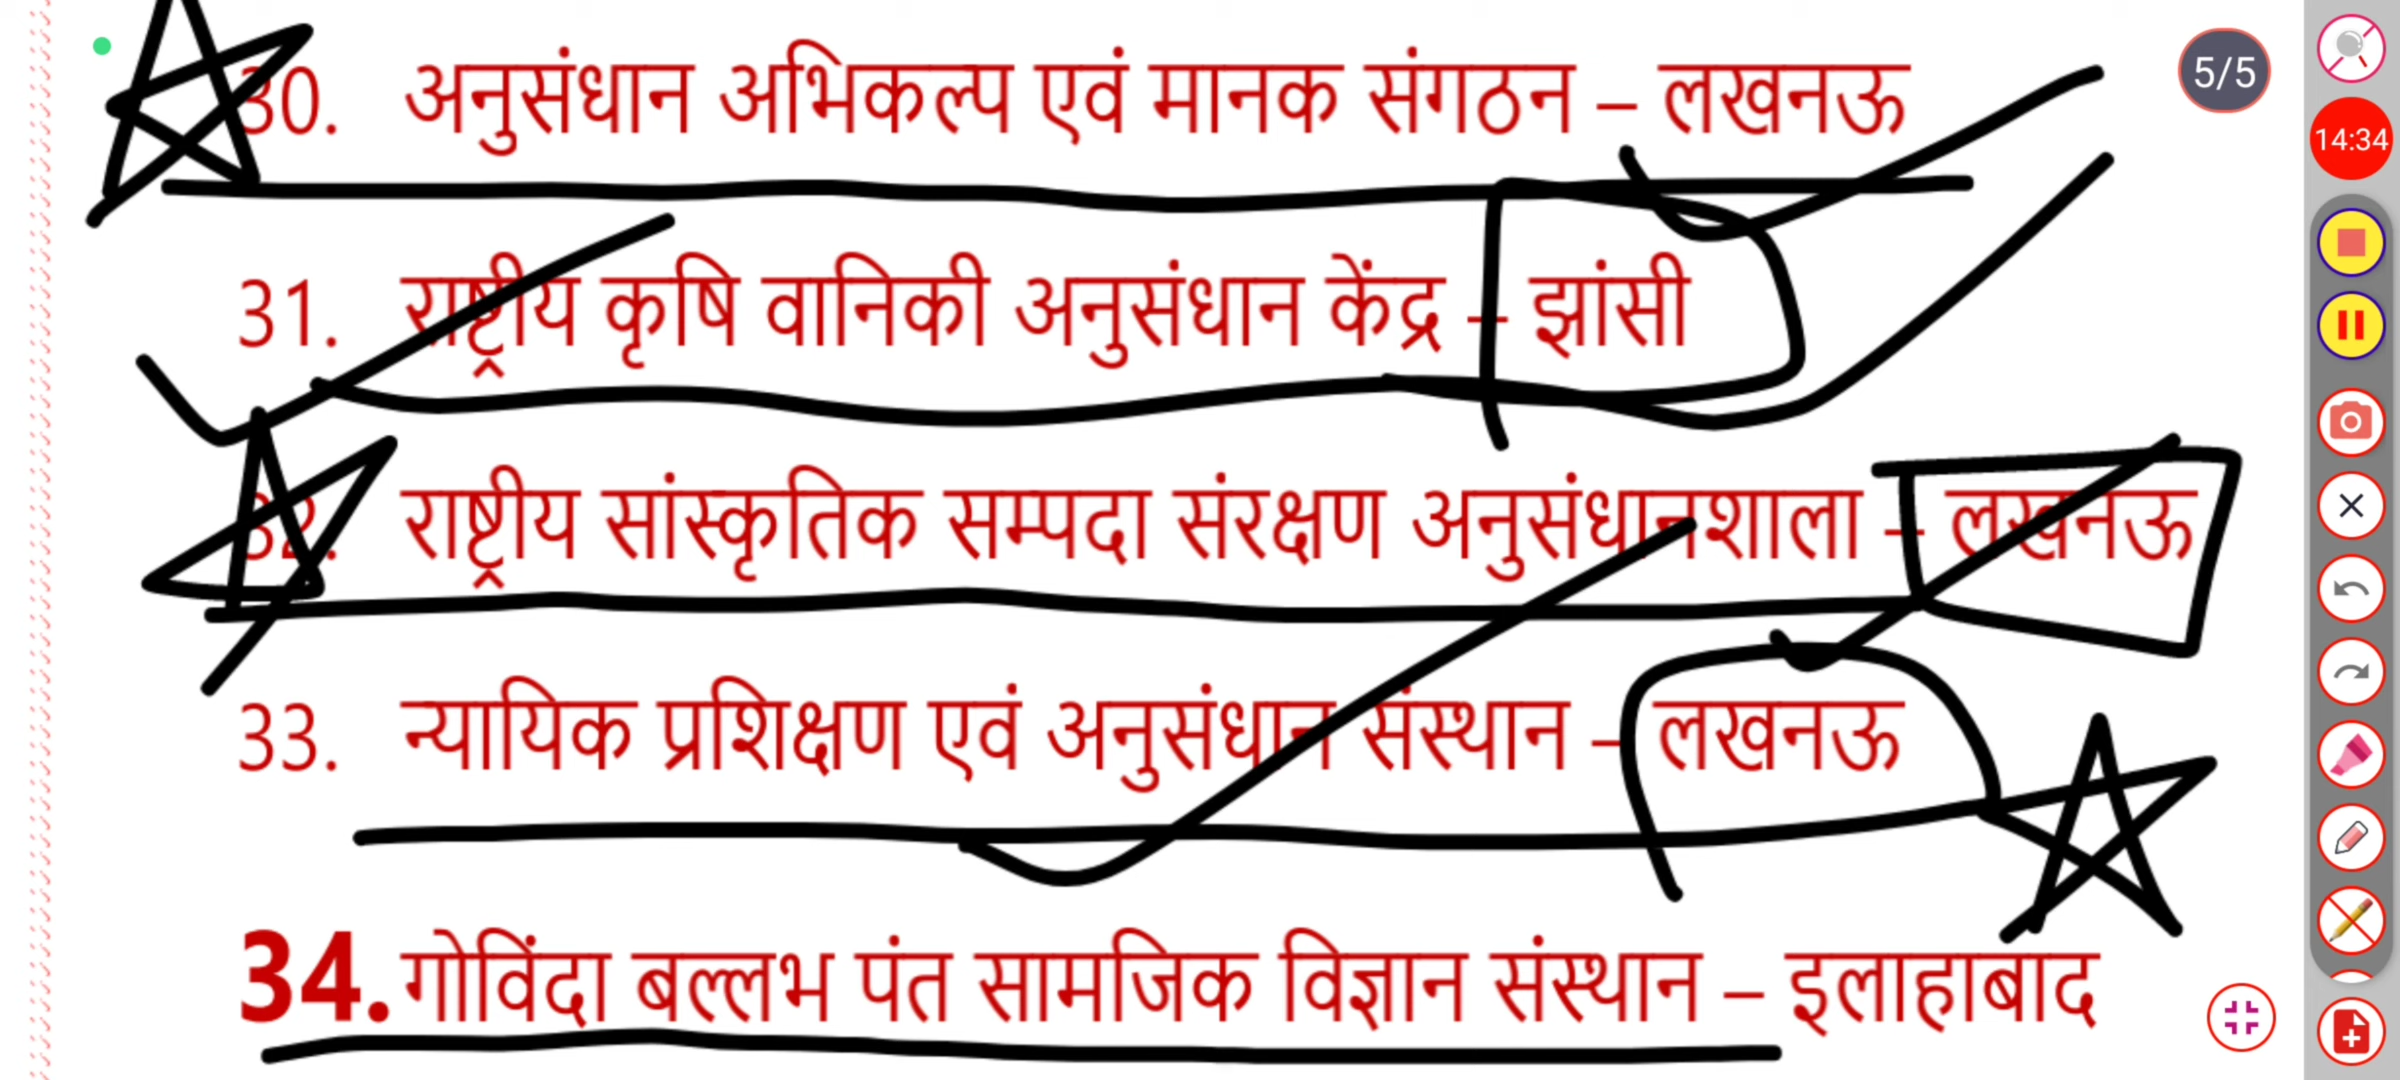 5/5
14:34
30. अनुसंधान अभिकल्प एवं मानक संगठन – लखनऊ
31. राष्ट्रीय कृषि वानिकी अनुसंधान केंद्र – झांसी
32. राष्ट्रीय सांस्कृतिक सम्पदा संरक्षण अनुसंधानशाला – लखनऊ
33. न्यायिक प्रशिक्षण एवं अनुसंधान संस्थान – लखनऊ
34. गोविंदा बल्लभ पंत सामजिक विज्ञान संस्थान – इलाहाबाद